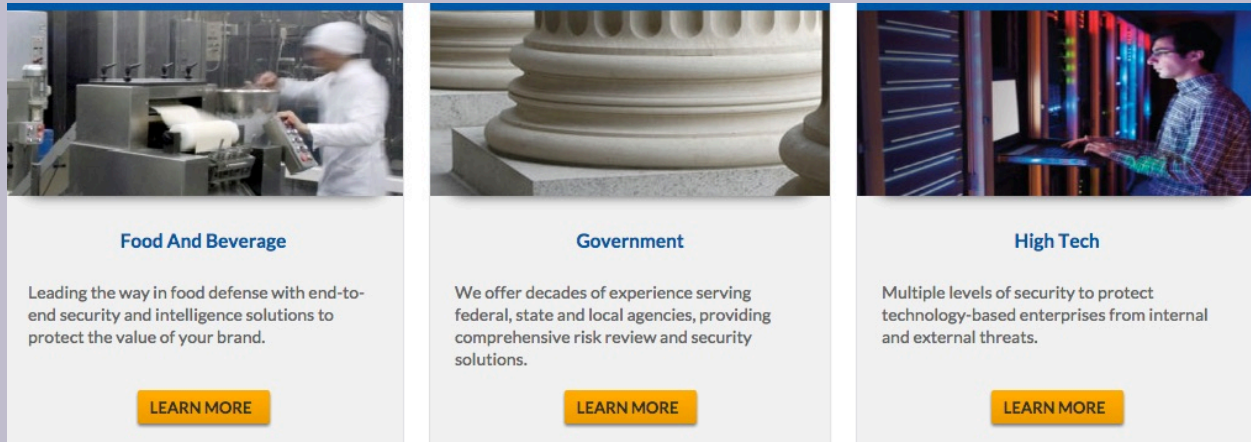 Food And Beverage
Leading the way in food defense with end-to-
end security and intelligence solutions to
protect the value of your brand.
LEARN MORE
Government
We offer decades of experience serving
federal, state and local agencies, providing
comprehensive risk review and security
solutions.
LEARN MORE
High Tech
Multiple levels of security to protect
technology-based enterprises from internal
and external threats.
LEARN MORE